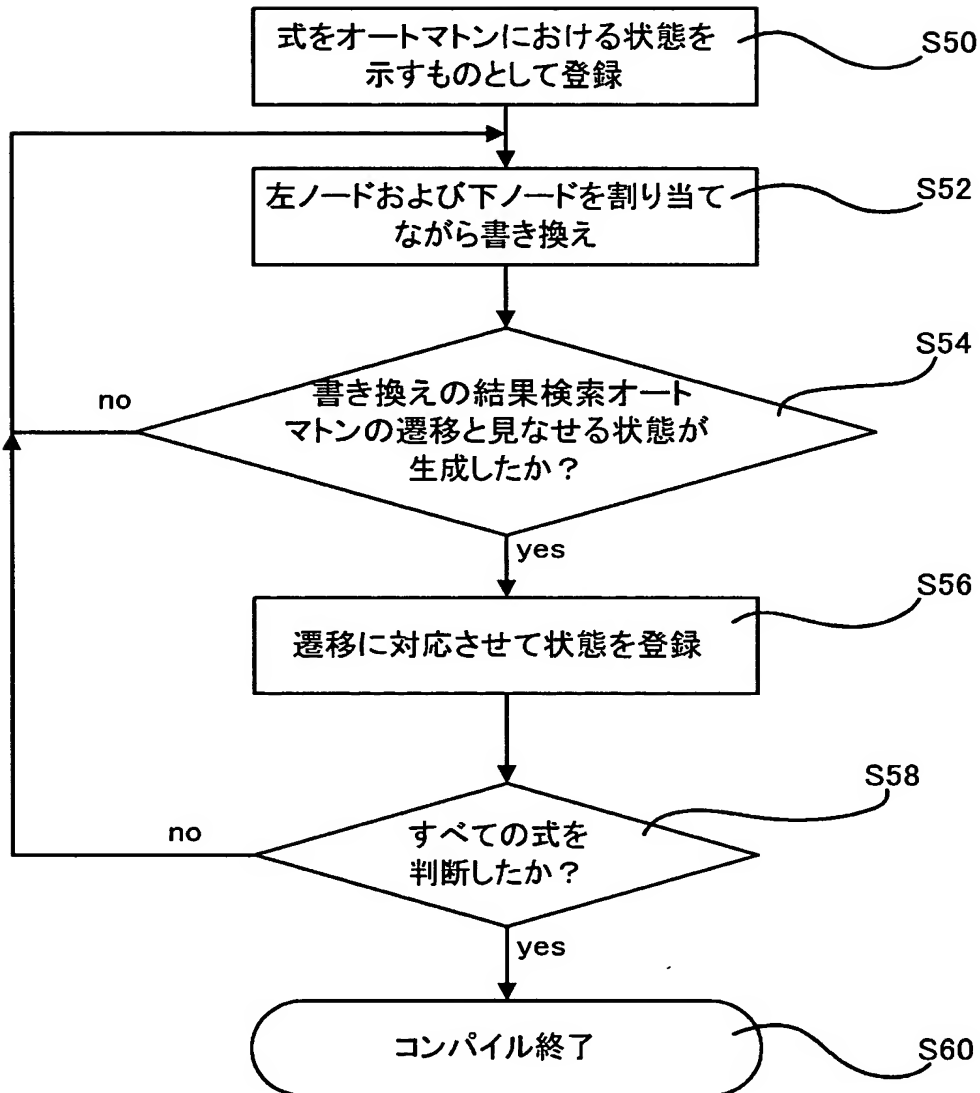 式をオートマトンにおける状態を
示すものとして登録
S50
左ノードおよび下ノードを割り当て
ながら書き換え
S52
書き換えの結果検索オート
マトンの遷移と見なせる状態が
生成したか？
S54
no
yes
遷移に対応させて状態を登録
S56
すべての式を
判断したか？
S58
no
yes
コンパイル終了
S60